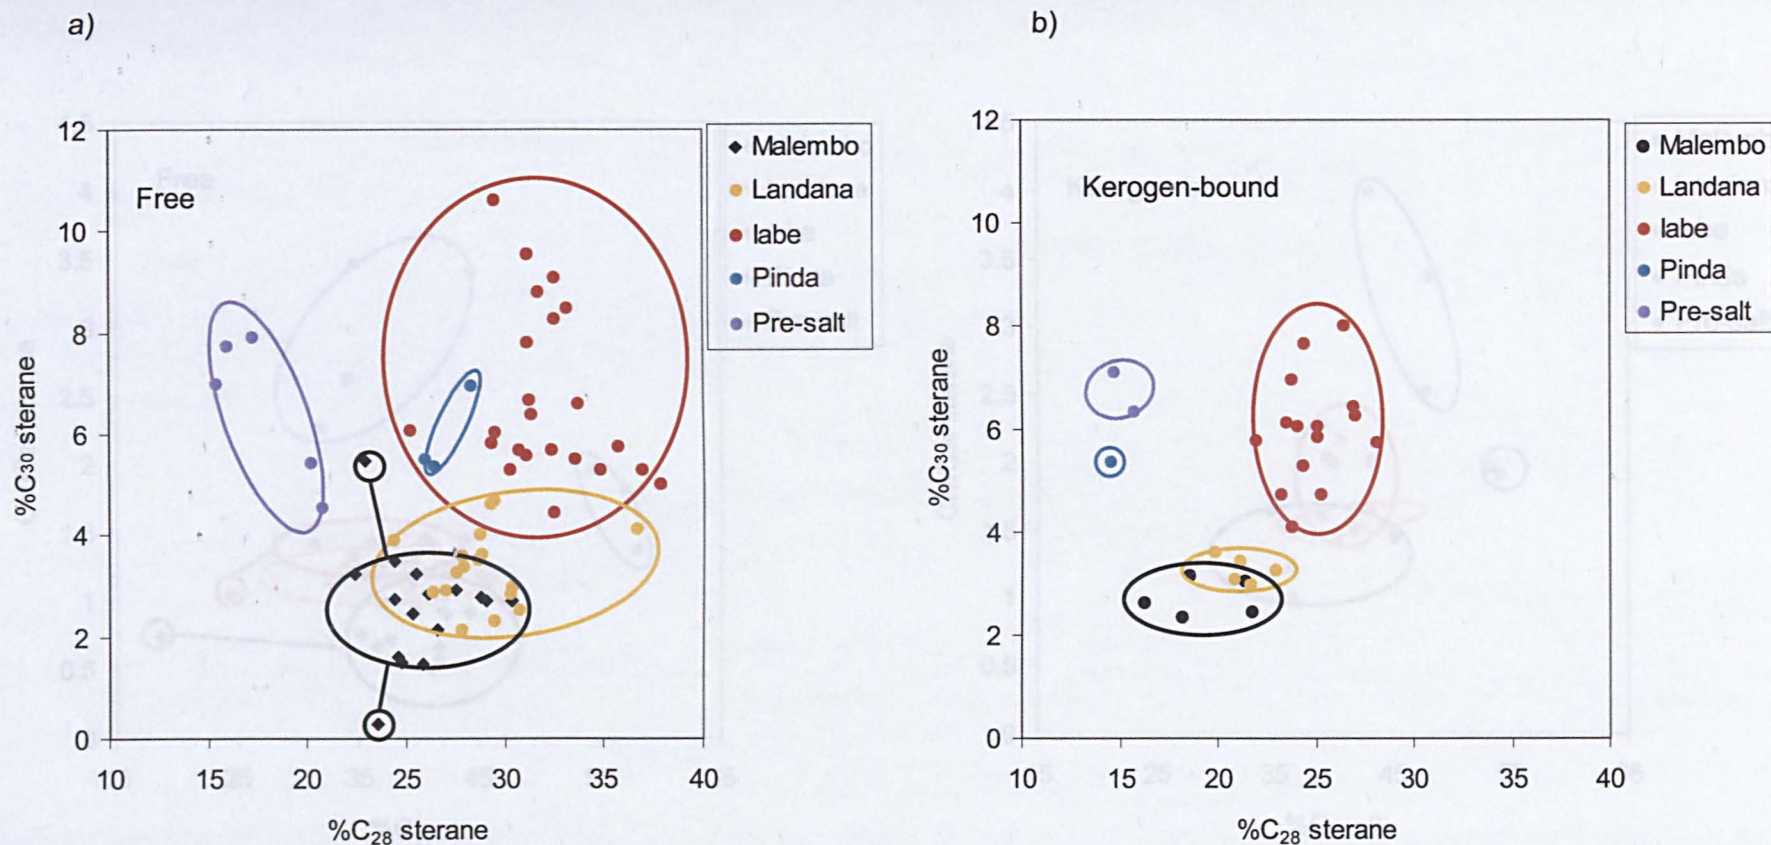 a)
Free
12
10
8
6
4
2
0
%C30 sterane
10 15 20 25 30 35 40
%C28 sterane
Malembo
Landana
Iabe
Pinda
Pre-salt
b)
Kerogen-bound
12
10
8
6
4
2
0
%C30 sterane
10 15 20 25 30 35 40
%C28 sterane
Malembo
Landana
Iabe
Pinda
Pre-salt